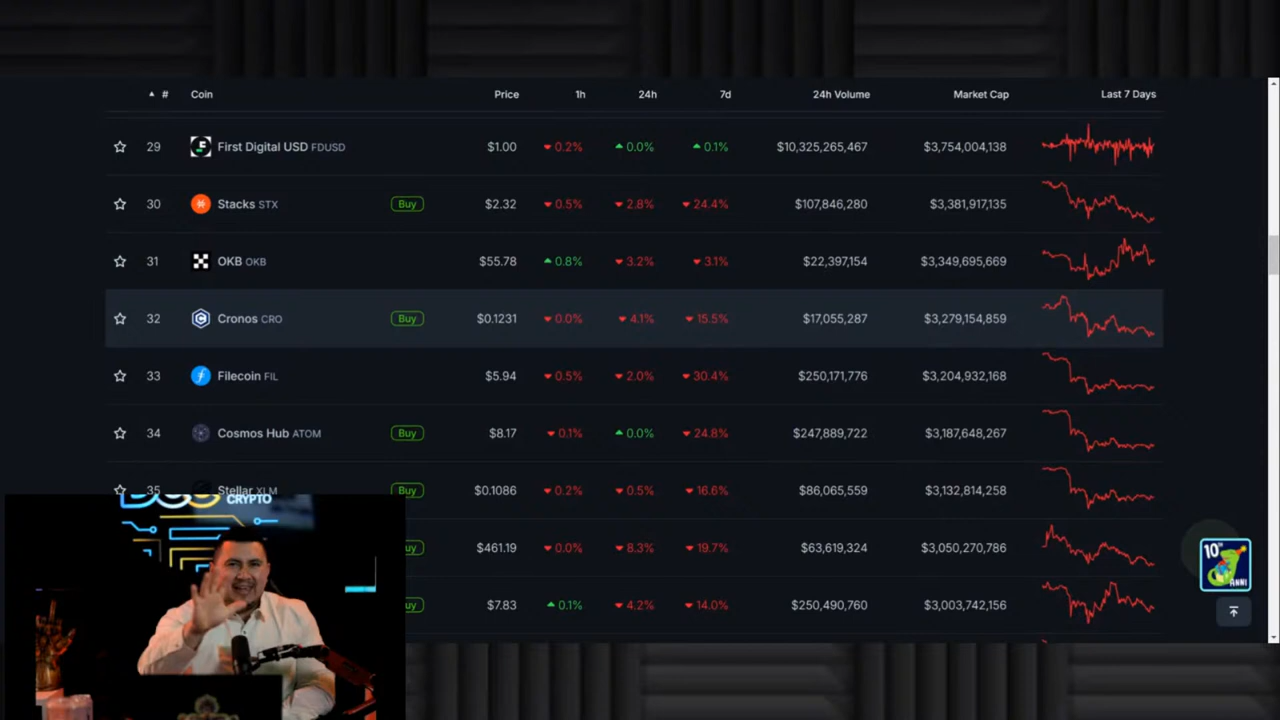 # Coin Price 1h 24h 7d 24h Volume Market Cap Last 7 Days
29 First Digital USD FDUSD $1.00 0.2% 0.0% 0.1% $10,325,265,467 $3,754,004,138
30 Stacks STX Buy $2.32 0.5% 2.8% 24.4% $107,846,280 $3,381,917,135
31 OKB OKB $55.78 0.8% 3.2% 3.1% $22,397,154 $3,349,695,669
32 Cronos CRO Buy $0.1231 0.0% 4.1% 15.5% $17,055,287 $3,279,154,859
33 Filecoin FIL $5.94 0.5% 2.0% 30.4% $250,171,776 $3,204,932,168
34 Cosmos Hub ATOM Buy $8.17 0.1% 0.0% 24.8% $247,889,722 $3,187,648,267
35 Stellar XLM Buy $0.1086 0.2% 0.5% 16.6% $86,065,559 $3,132,814,258
CRYPTO
uy $461.19 0.0% 8.3% 19.7% $63,619,324 $3,050,270,786
10TH
ANNI
uy $7.83 0.1% 4.2% 14.0% $250,490,760 $3,003,742,156